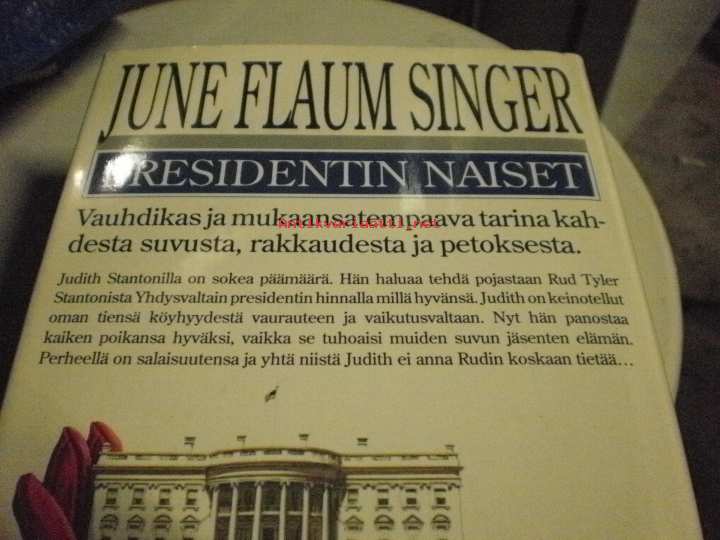 JUNE FLAUM SINGER
PRESIDENTIN NAISET
Vauhdikas ja mukaansatempaava tarina kah-
desta suvusta, rakkaudesta ja petoksesta.
Judith Stantonilla on sokea päämäärä. Hän haluaa tehdä pojastaan Rud Tyler
Stantonista Yhdysvaltain presidentin hinnalla millä hyvänsä. Judith on keinotellut
oman tiensä köyhyydestä vaurauteen ja vaikutusvaltaan. Nyt hän panostaa
kaiken poikansa hyväksi, vaikka se tuhoaisi muiden suvun jäsenten elämän.
Perheellä on salaisuutensa ja yhtä niistä Judith ei anna Rudin koskaan tietää...